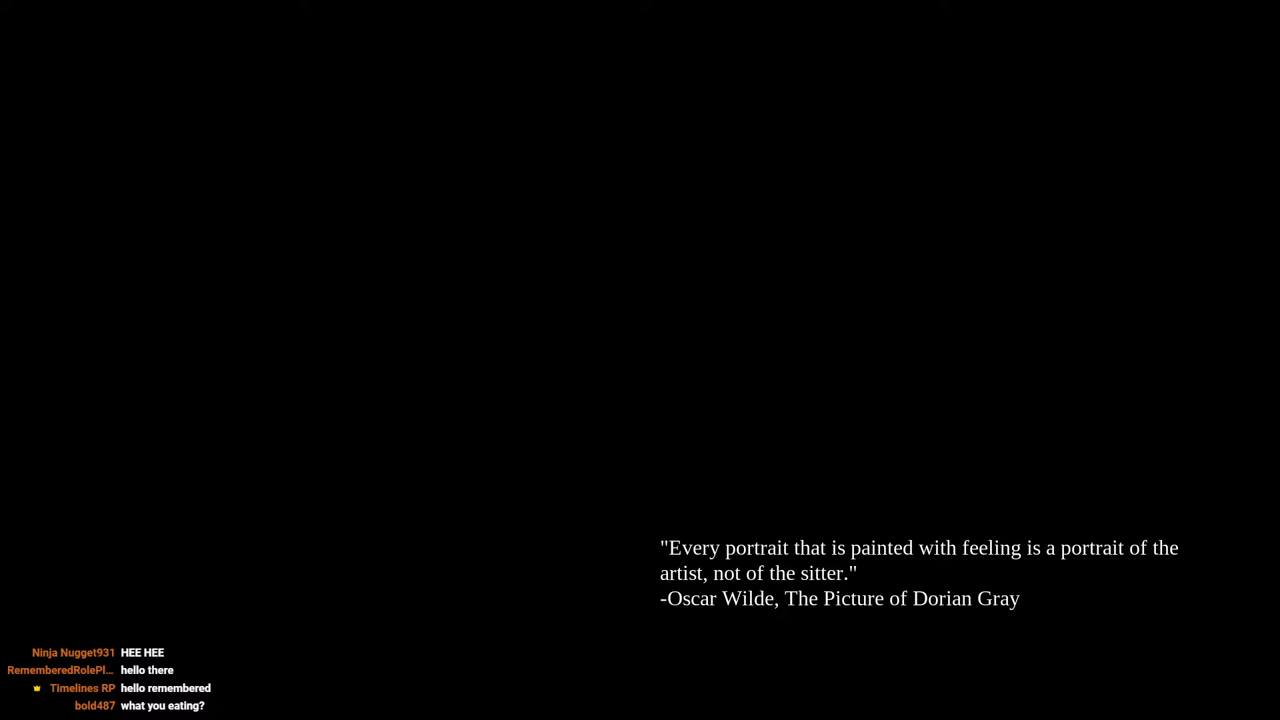 "Every portrait that is painted with feeling is a portrait of the
artist, not of the sitter."
-Oscar Wilde, The Picture of Dorian Gray
Ninja Nugget931 HEE HEE
RememberedRolePl... hello there
Timelines RP hello remembered
bold487 what you eating?